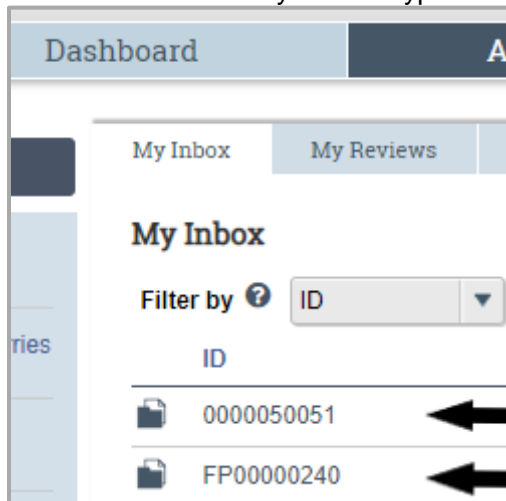 Dashboard A
My Inbox My Reviews
My Inbox
Filter by ? ID
ries
ID
0000050051
FP00000240